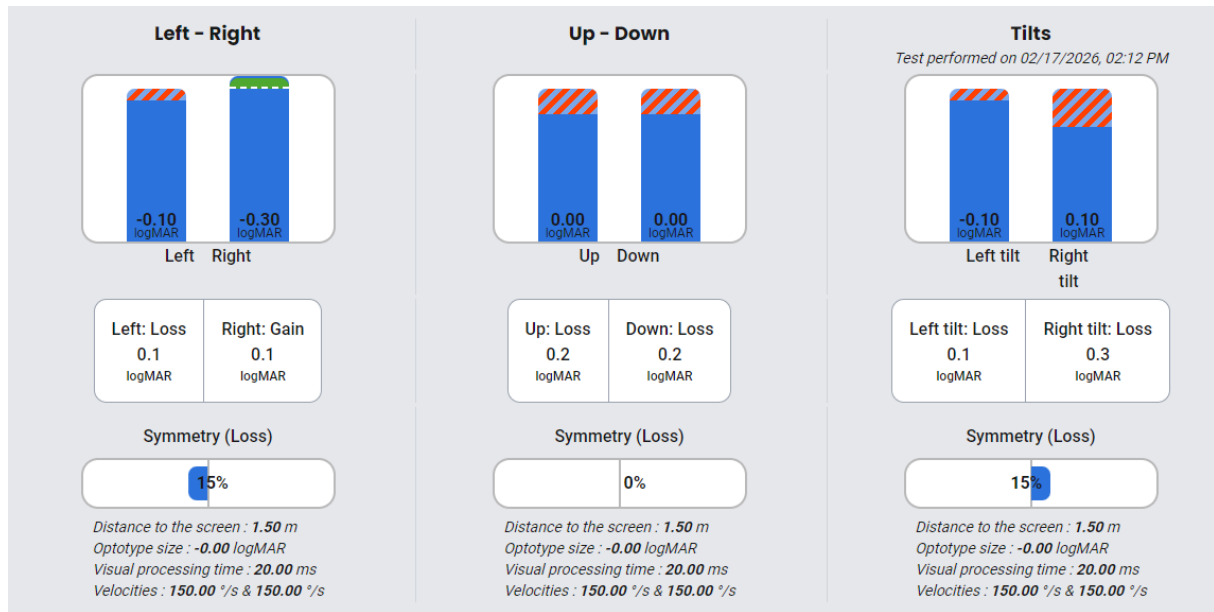 Left - Right
-0.10
logMAR
-0.30
logMAR
Left
Right
Left: Loss
0.1
logMAR
Right: Gain
0.1
logMAR
Symmetry (Loss)
15%
Distance to the screen : 1.50 m
Optotype size : -0.00 logMAR
Visual processing time : 20.00 ms
Velocities : 150.00 °/s & 150.00 °/s
Up - Down
0.00
logMAR
0.00
logMAR
Up
Down
Up: Loss
0.2
logMAR
Down: Loss
0.2
logMAR
Symmetry (Loss)
0%
Distance to the screen : 1.50 m
Optotype size : -0.00 logMAR
Visual processing time : 20.00 ms
Velocities : 150.00 °/s & 150.00 °/s
Tilts
Test performed on 02/17/2026, 02:12 PM
-0.10
logMAR
0.10
logMAR
Left tilt
Right
tilt
Left tilt: Loss
0.1
logMAR
Right tilt: Loss
0.3
logMAR
Symmetry (Loss)
15%
Distance to the screen : 1.50 m
Optotype size : -0.00 logMAR
Visual processing time : 20.00 ms
Velocities : 150.00 °/s & 150.00 °/s